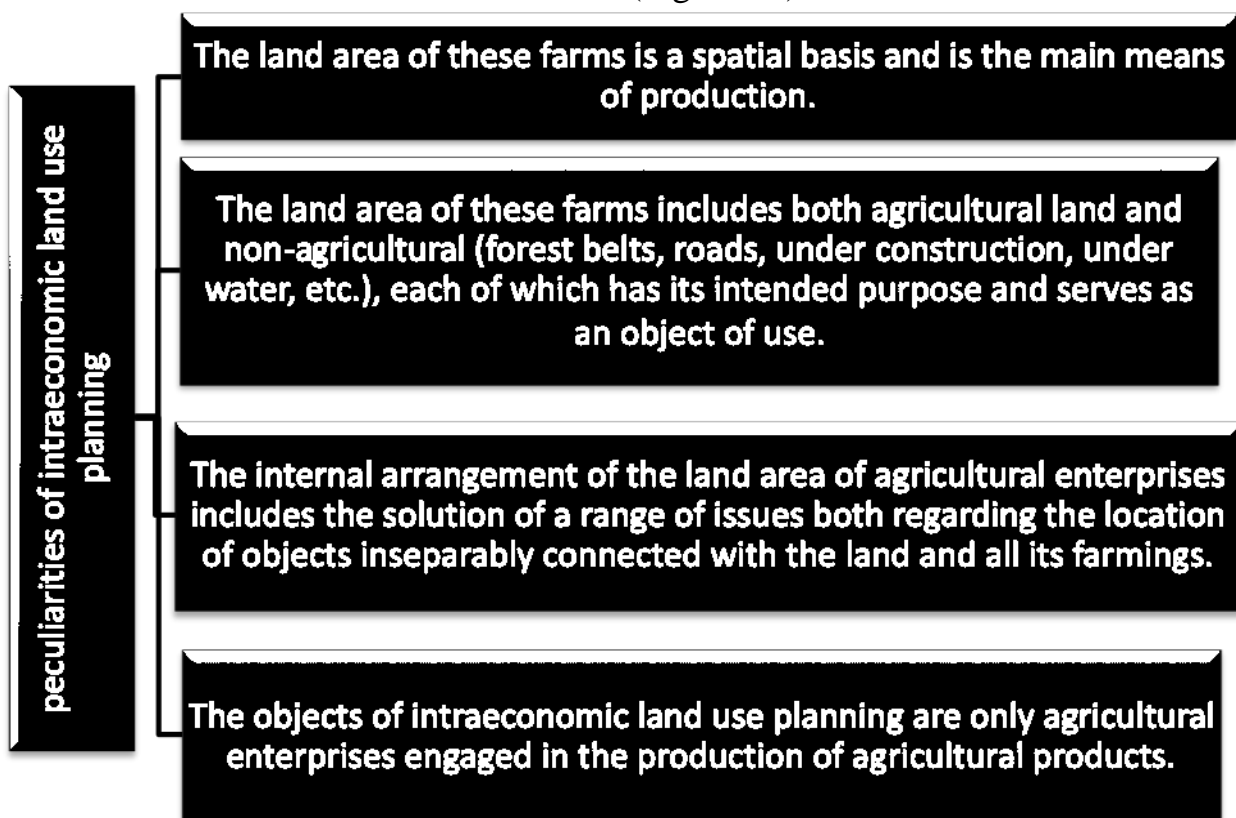 peculiarities of intraeconomic land use
planning
The land area of these farms is a spatial basis and is the main means
of production.
The land area of these farms includes both agricultural land and
non-agricultural (forest belts, roads, under construction, under
water, etc.), each of which has its intended purpose and serves as
an object of use.
The internal arrangement of the land area of agricultural enterprises
includes the solution of a range of issues both regarding the location
of objects inseparably connected with the land and all its farmings.
The objects of intraeconomic land use planning are only agricultural
enterprises engaged in the production of agricultural products.